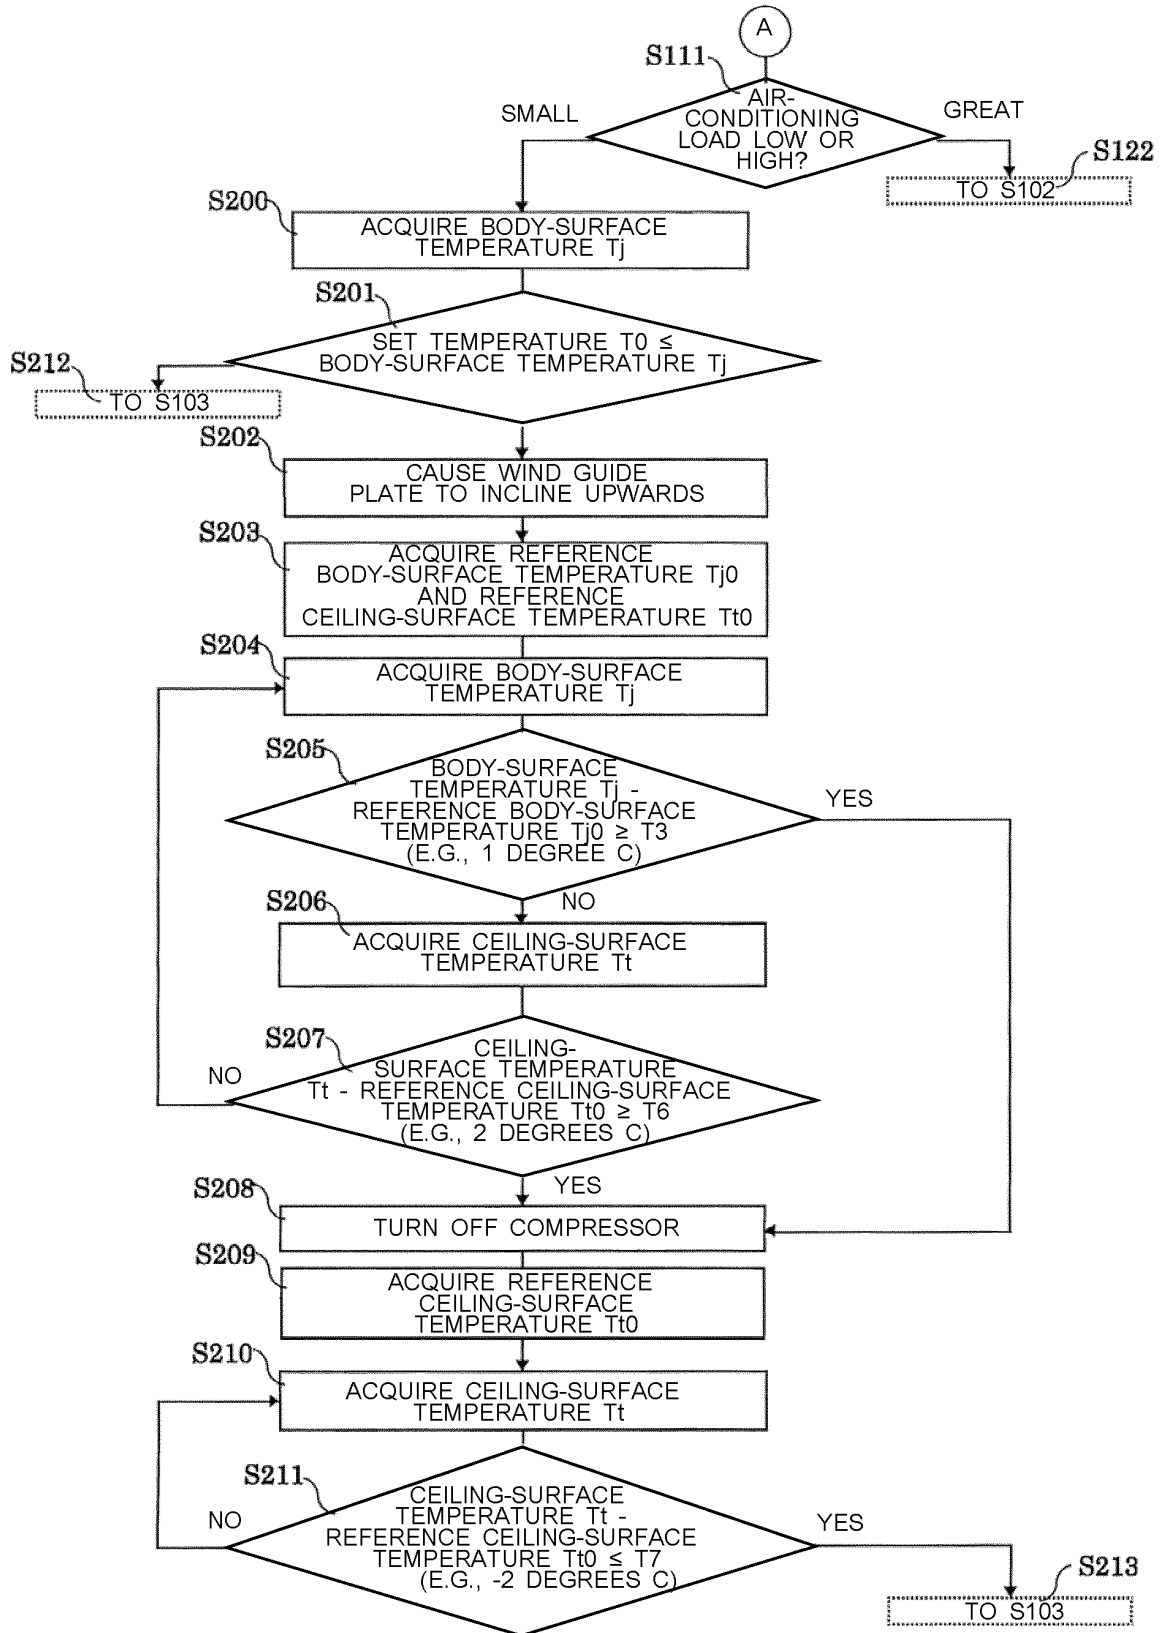 A
S111
AIR-
CONDITIONING
LOAD LOW OR
HIGH?
SMALL
GREAT
S122
TO S102
S200
ACQUIRE BODY-SURFACE
TEMPERATURE Tj
S201
SET TEMPERATURE T0 ≤
BODY-SURFACE TEMPERATURE Tj
S212
TO S103
S202
CAUSE WIND GUIDE
PLATE TO INCLINE UPWARDS
S203
ACQUIRE REFERENCE
BODY-SURFACE TEMPERATURE Tj0
AND REFERENCE
CEILING-SURFACE TEMPERATURE Tt0
S204
ACQUIRE BODY-SURFACE
TEMPERATURE Tj
S205
BODY-SURFACE
TEMPERATURE Tj -
REFERENCE BODY-SURFACE
TEMPERATURE Tj0 ≥ T3
(E.G., 1 DEGREE C)
YES
NO
S206
ACQUIRE CEILING-SURFACE
TEMPERATURE Tt
S207
CEILING-
SURFACE TEMPERATURE
Tt - REFERENCE CEILING-SURFACE
TEMPERATURE Tt0 ≥ T6
(E.G., 2 DEGREES C)
NO
YES
S208
TURN OFF COMPRESSOR
S209
ACQUIRE REFERENCE
CEILING-SURFACE
TEMPERATURE Tt0
S210
ACQUIRE CEILING-SURFACE
TEMPERATURE Tt
S211
CEILING-SURFACE
TEMPERATURE Tt -
REFERENCE CEILING-SURFACE
TEMPERATURE Tt0 ≤ T7
(E.G., -2 DEGREES C)
NO
YES
S213
TO S103